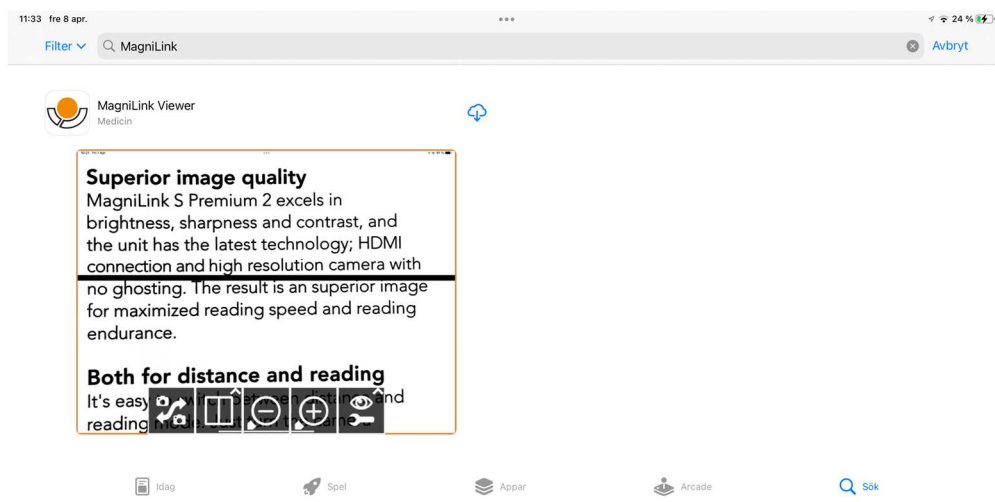 11:33 fre 8 apr.
24 %
Filter
MagniLink
Avbryt
MagniLink Viewer
Medicin
Superior image quality
MagniLink S Premium 2 excels in
brightness, sharpness and contrast, and
the unit has the latest technology; HDMI
connection and high resolution camera with
no ghosting. The result is an superior image
for maximized reading speed and reading
endurance.
Both for distance and reading
It's easy and
reading
Idag
Spel
Appar
Arcade
Sök